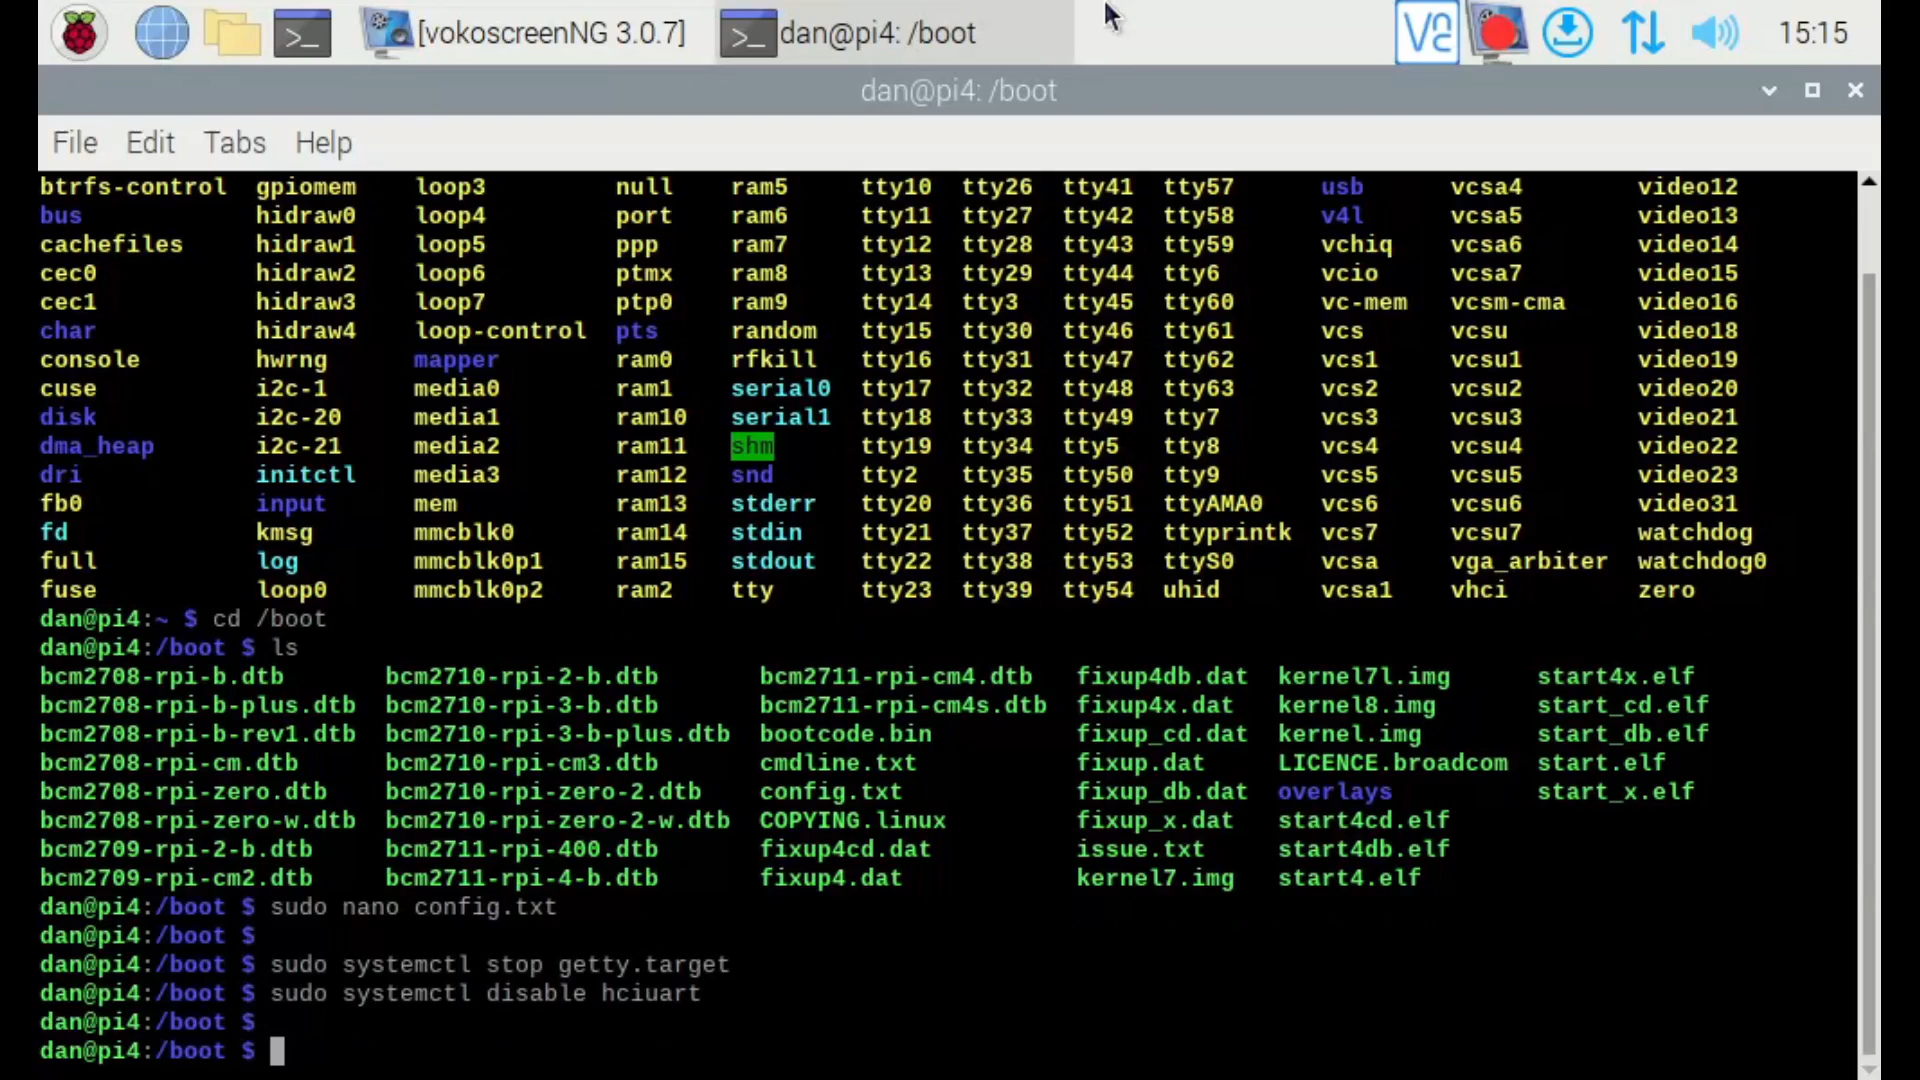 [vokoscreenNG 3.0.7] dan@pi4: /boot 15:15
dan@pi4: /boot
File Edit Tabs Help
btrfs-control gpiomem loop3 null ram5 tty10 tty26 tty41 tty57 usb vcsa4 video12
bus hidraw0 loop4 port ram6 tty11 tty27 tty42 tty58 v4l vcsa5 video13
cachefiles hidraw1 loop5 ppp ram7 tty12 tty28 tty43 tty59 vchiq vcsa6 video14
cec0 hidraw2 loop6 ptmx ram8 tty13 tty29 tty44 tty6 vcio vcsa7 video15
cec1 hidraw3 loop7 ptp0 ram9 tty14 tty3 tty45 tty60 vc-mem vcsm-cma video16
char hidraw4 loop-control pts random tty15 tty30 tty46 tty61 vcs vcsu video18
console hwrng mapper ram0 rfkill tty16 tty31 tty47 tty62 vcs1 vcsu1 video19
cuse i2c-1 media0 ram1 serial0 tty17 tty32 tty48 tty63 vcs2 vcsu2 video20
disk i2c-20 media1 ram10 serial1 tty18 tty33 tty49 tty7 vcs3 vcsu3 video21
dma_heap i2c-21 media2 ram11 shm tty19 tty34 tty5 tty8 vcs4 vcsu4 video22
dri initctl media3 ram12 snd tty2 tty35 tty50 tty9 vcs5 vcsu5 video23
fb0 input mem ram13 stderr tty20 tty36 tty51 ttyAMA0 vcs6 vcsu6 video31
fd kmsg mmcblk0 ram14 stdin tty21 tty37 tty52 ttyprintk vcs7 vcsu7 watchdog
full log mmcblk0p1 ram15 stdout tty22 tty38 tty53 ttyS0 vcsa vga_arbiter watchdog0
fuse loop0 mmcblk0p2 ram2 tty tty23 tty39 tty54 uhid vcsa1 vhci zero
dan@pi4:~ $ cd /boot
dan@pi4:/boot $ ls
bcm2708-rpi-b.dtb bcm2710-rpi-2-b.dtb bcm2711-rpi-cm4.dtb fixup4db.dat kernel7l.img start4x.elf
bcm2708-rpi-b-plus.dtb bcm2710-rpi-3-b.dtb bcm2711-rpi-cm4s.dtb fixup4x.dat kernel8.img start_cd.elf
bcm2708-rpi-b-rev1.dtb bcm2710-rpi-3-b-plus.dtb bootcode.bin fixup_cd.dat kernel.img start_db.elf
bcm2708-rpi-cm.dtb bcm2710-rpi-cm3.dtb cmdline.txt fixup.dat LICENCE.broadcom start.elf
bcm2708-rpi-zero.dtb bcm2710-rpi-zero-2.dtb config.txt fixup_db.dat overlays start_x.elf
bcm2708-rpi-zero-w.dtb bcm2710-rpi-zero-2-w.dtb COPYING.linux fixup_x.dat start4cd.elf
bcm2709-rpi-2-b.dtb bcm2711-rpi-400.dtb fixup4cd.dat issue.txt start4db.elf
bcm2709-rpi-cm2.dtb bcm2711-rpi-4-b.dtb fixup4.dat kernel7.img start4.elf
dan@pi4:/boot $ sudo nano config.txt
dan@pi4:/boot $
dan@pi4:/boot $ sudo systemctl stop getty.target
dan@pi4:/boot $ sudo systemctl disable hciuart
dan@pi4:/boot $
dan@pi4:/boot $